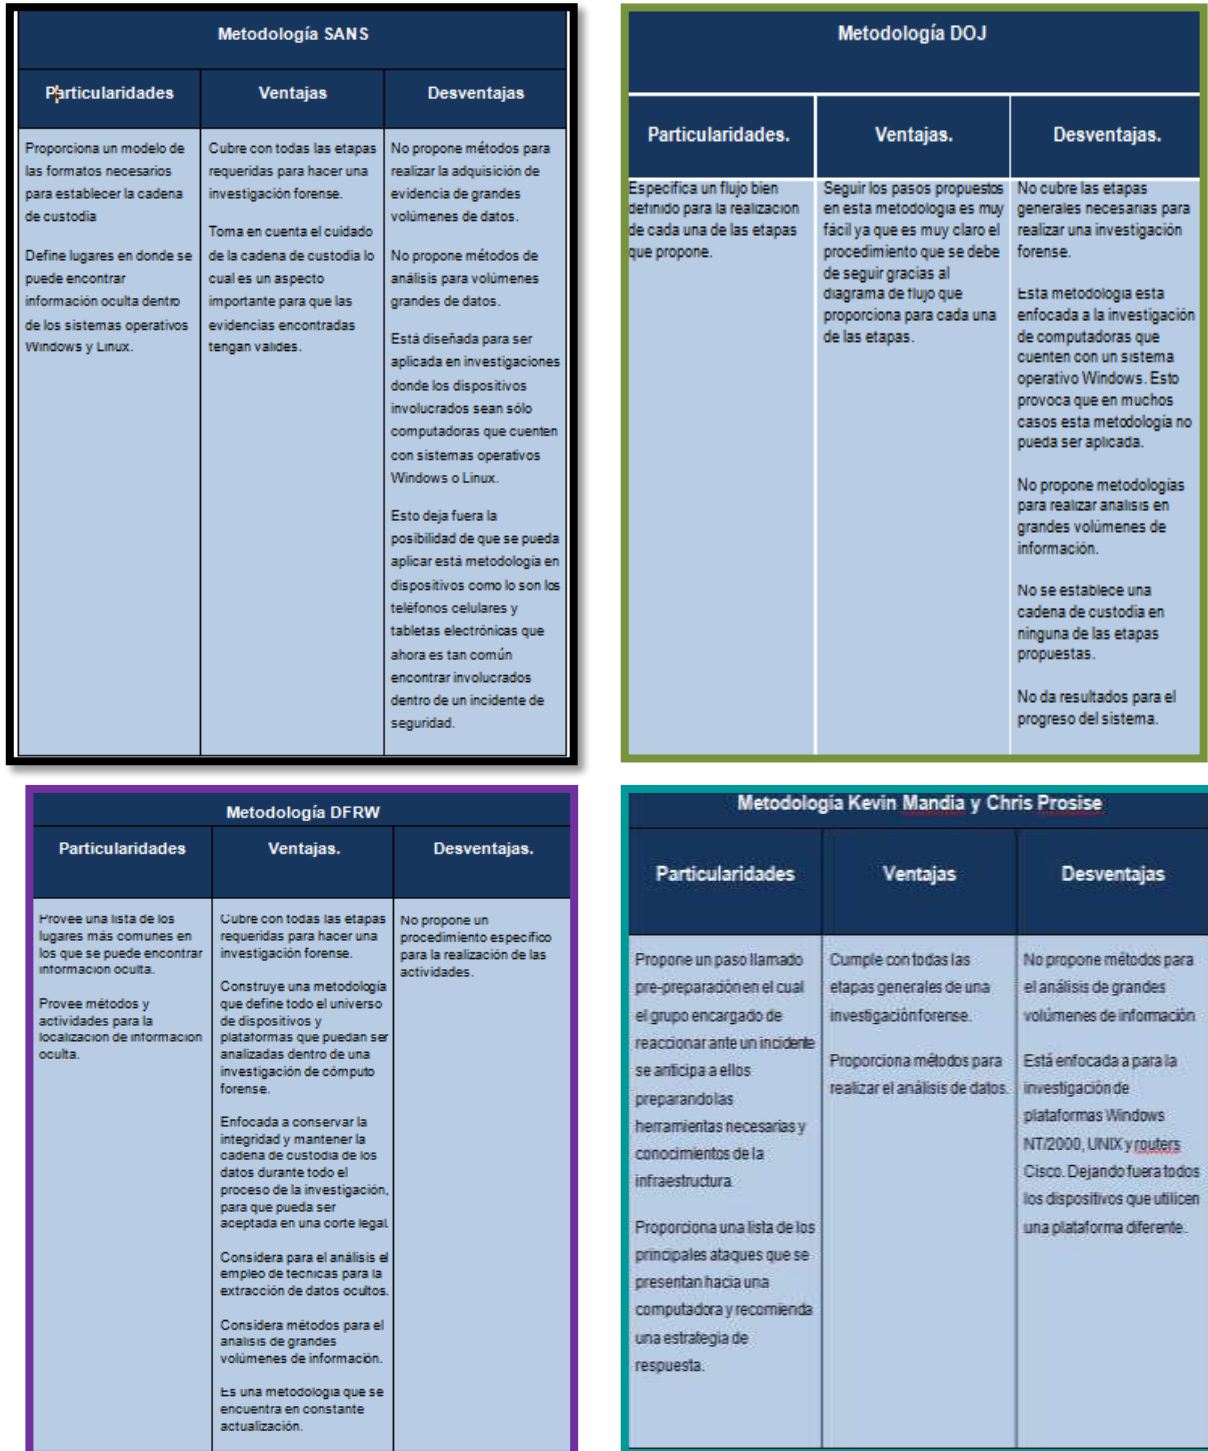 Metodología SANS
Particularidades
Ventajas
Desventajas
Proporciona un modelo de
las formatos necesarios
para establecer la cadena
de custodia
Define lugares en donde se
puede encontrar
información oculta dentro
de los sistemas operativos
Windows y Linux.
Cubre con todas las etapas
requeridas para hacer una
investigación forense.
Toma en cuenta el cuidado
de la cadena de custodia lo
cual es un aspecto
importante para que las
evidencias encontradas
tengan valides.
No propone métodos para
realizar la adquisición de
evidencia de grandes
volúmenes de datos.
No propone métodos de
análisis para volúmenes
grandes de datos.
Está diseñada para ser
aplicada en investigaciones
donde los dispositivos
involucrados sean sólo
computadoras que cuenten
con sistemas operativos
Windows o Linux.
Esto deja fuera la
posibilidad de que se pueda
aplicar está metodología en
dispositivos como lo son los
teléfonos celulares y
tabletas electrónicas que
ahora es tan común
encontrar involucrados
dentro de un incidente de
seguridad.
Metodología DOJ
Particularidades.
Ventajas.
Desventajas.
Especifica un flujo bien
definido para la realización
de cada una de las etapas
que propone.
Seguir los pasos propuestos
en esta metodología es muy
fácil ya que es muy claro el
procedimiento que se debe
de seguir gracias al
diagrama de flujo que
proporciona para cada una
de las etapas.
No cubre las etapas
generales necesarias para
realizar una investigación
forense.
Esta metodología esta
enfocada a la investigación
de computadoras que
cuenten con un sistema
operativo Windows. Esto
provoca que en muchos
casos esta metodología no
pueda ser aplicada.
No propone metodologías
para realizar análisis en
grandes volúmenes de
información.
No se establece una
cadena de custodia en
ninguna de las etapas
propuestas.
No da resultados para el
progreso del sistema.
Metodología DFRW
Particularidades
Ventajas.
Desventajas.
Provee una lista de los
lugares más comunes en
los que se puede encontrar
información oculta.
Provee métodos y
actividades para la
localización de información
oculta.
Cubre con todas las etapas
requeridas para hacer una
investigación forense.
Construye una metodología
que define todo el universo
de dispositivos y
plataformas que puedan ser
analizadas dentro de una
investigación de cómputo
forense.
Enfocada a conservar la
integridad y mantener la
cadena de custodia de los
datos durante todo el
proceso de la investigación,
para que pueda ser
aceptada en una corte legal.
Considera para el análisis el
empleo de técnicas para la
extracción de datos ocultos.
Considera métodos para el
análisis de grandes
volúmenes de información.
Es una metodología que se
encuentra en constante
actualización.
No propone un
procedimiento específico
para la realización de las
actividades.
Metodología Kevin Mandia y Chris Prosise
Particularidades
Ventajas
Desventajas
Propone un paso llamado
pre-preparación en el cual
el grupo encargado de
reaccionar ante un incidente
se anticipa a ellos
preparando las
herramientas necesarias y
conocimientos de la
infraestructura.
Proporciona una lista de los
principales ataques que se
presentan hacia una
computadora y recomienda
una estrategia de
respuesta.
Cumple con todas las
etapas generales de una
investigación forense.
Proporciona métodos para
realizar el análisis de datos.
No propone métodos para
el análisis de grandes
volúmenes de información
Está enfocada a para la
investigación de
plataformas Windows
NT/2000, UNIX y routers
Cisco. Dejando fuera todos
los dispositivos que utilicen
una plataforma diferente.